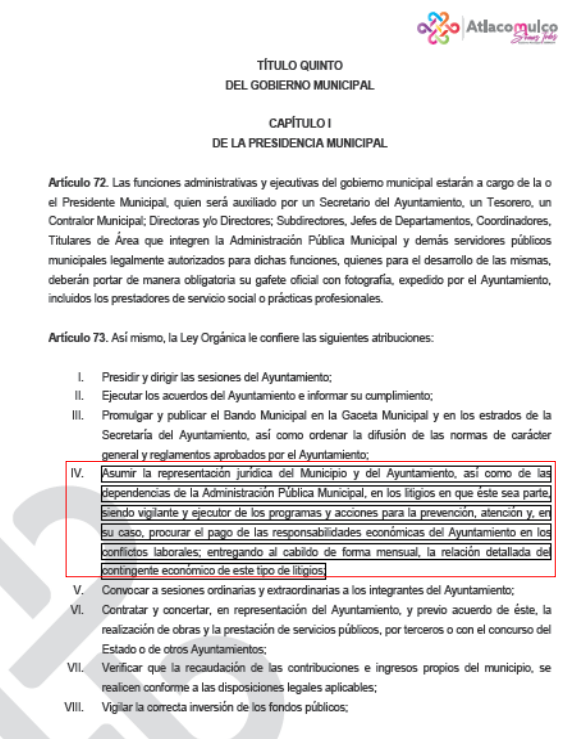 Atlacomulco
Somos Todos
TÍTULO QUINTO
DEL GOBIERNO MUNICIPAL
CAPÍTULO I
DE LA PRESIDENCIA MUNICIPAL
Artículo 72. Las funciones administrativas y ejecutivas del gobierno municipal estarán a cargo de la o
el Presidente Municipal, quien será auxiliado por un Secretario del Ayuntamiento, un Tesorero, un
Contralor Municipal; Directoras y/o Directores; Subdirectores, Jefes de Departamentos, Coordinadores,
Titulares de Área que integren la Administración Pública Municipal y demás servidores públicos
municipales legalmente autorizados para dichas funciones, quienes para el desarrollo de las mismas,
deberán portar de manera obligatoria su gafete oficial con fotografía, expedido por el Ayuntamiento,
incluidos los prestadores de servicio social o prácticas profesionales.
Artículo 73. Así mismo, la Ley Orgánica le confiere las siguientes atribuciones:
I. Presidir y dirigir las sesiones del Ayuntamiento;
II. Ejecutar los acuerdos del Ayuntamiento e informar su cumplimiento;
III. Promulgar y publicar el Bando Municipal en la Gaceta Municipal y en los estrados de la
Secretaría del Ayuntamiento, así como ordenar la difusión de las normas de carácter
general y reglamentos aprobados por el Ayuntamiento;
IV. Asumir la representación jurídica del Municipio y del Ayuntamiento, así como de las
dependencias de la Administración Pública Municipal, en los litigios en que éste sea parte,
siendo vigilante y ejecutor de los programas y acciones para la prevención, atención y, en
su caso, procurar el pago de las responsabilidades económicas del Ayuntamiento en los
conflictos laborales; entregando al cabildo de forma mensual, la relación detallada del
contingente económico de este tipo de litigios;
V. Convocar a sesiones ordinarias y extraordinarias a los integrantes del Ayuntamiento;
VI. Contratar y concertar, en representación del Ayuntamiento, y previo acuerdo de éste, la
realización de obras y la prestación de servicios públicos, por terceros o con el concurso del
Estado o de otros Ayuntamientos;
VII. Verificar que la recaudación de las contribuciones e ingresos propios del municipio, se
realicen conforme a las disposiciones legales aplicables;
VIII. Vigilar la correcta inversión de los fondos públicos;